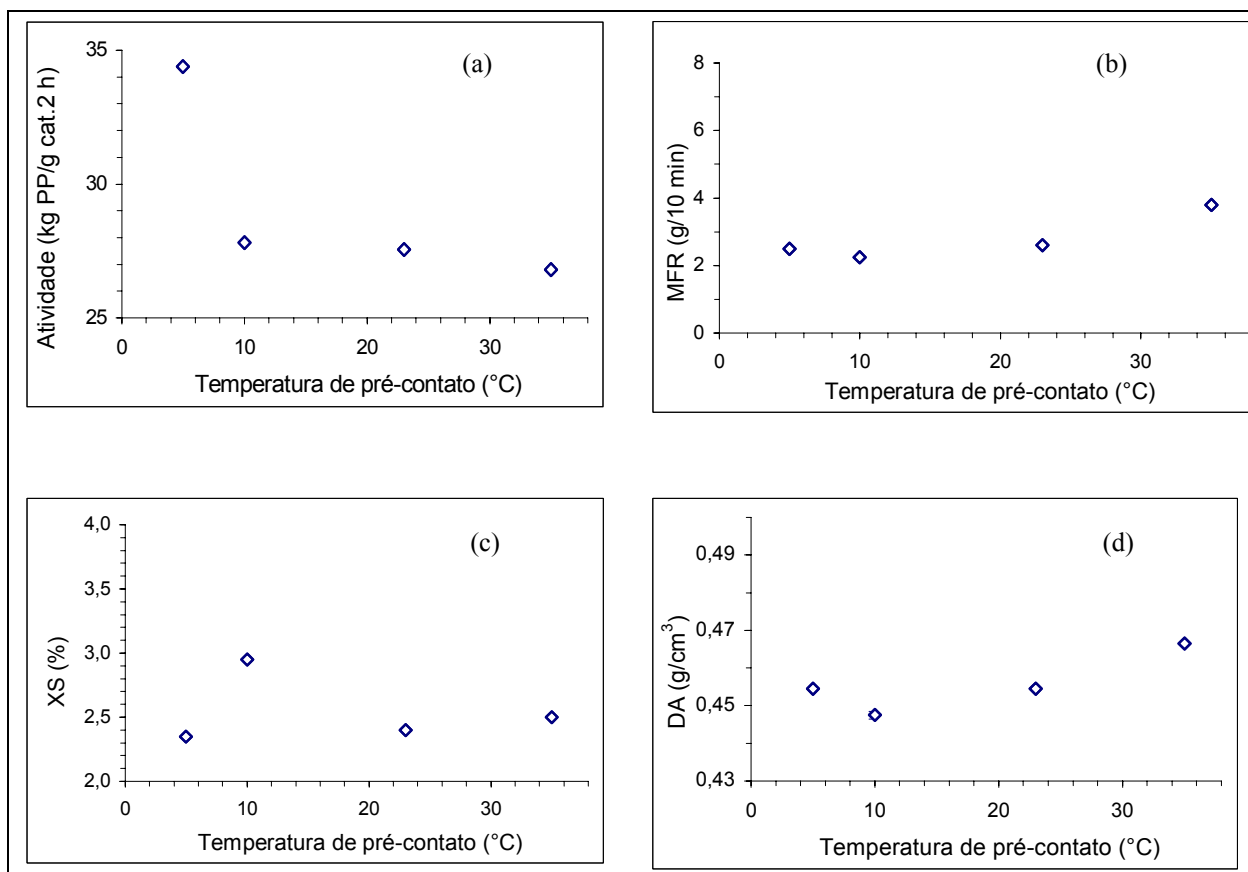 (a)
Atividade (kg PP/g cat.2 h)
35
30
25
0 10 20 30
Temperatura de pré-contato (°C)
(b)
MFR (g/10 min)
8
6
4
2
0
0 10 20 30
Temperatura de pré-contato (°C)
(c)
XS (%)
4,0
3,5
3,0
2,5
2,0
0 10 20 30
Temperatura de pré-contato (°C)
(d)
DA (g/cm³)
0,49
0,47
0,45
0,43
0 10 20 30
Temperatura de pré-contato (°C)